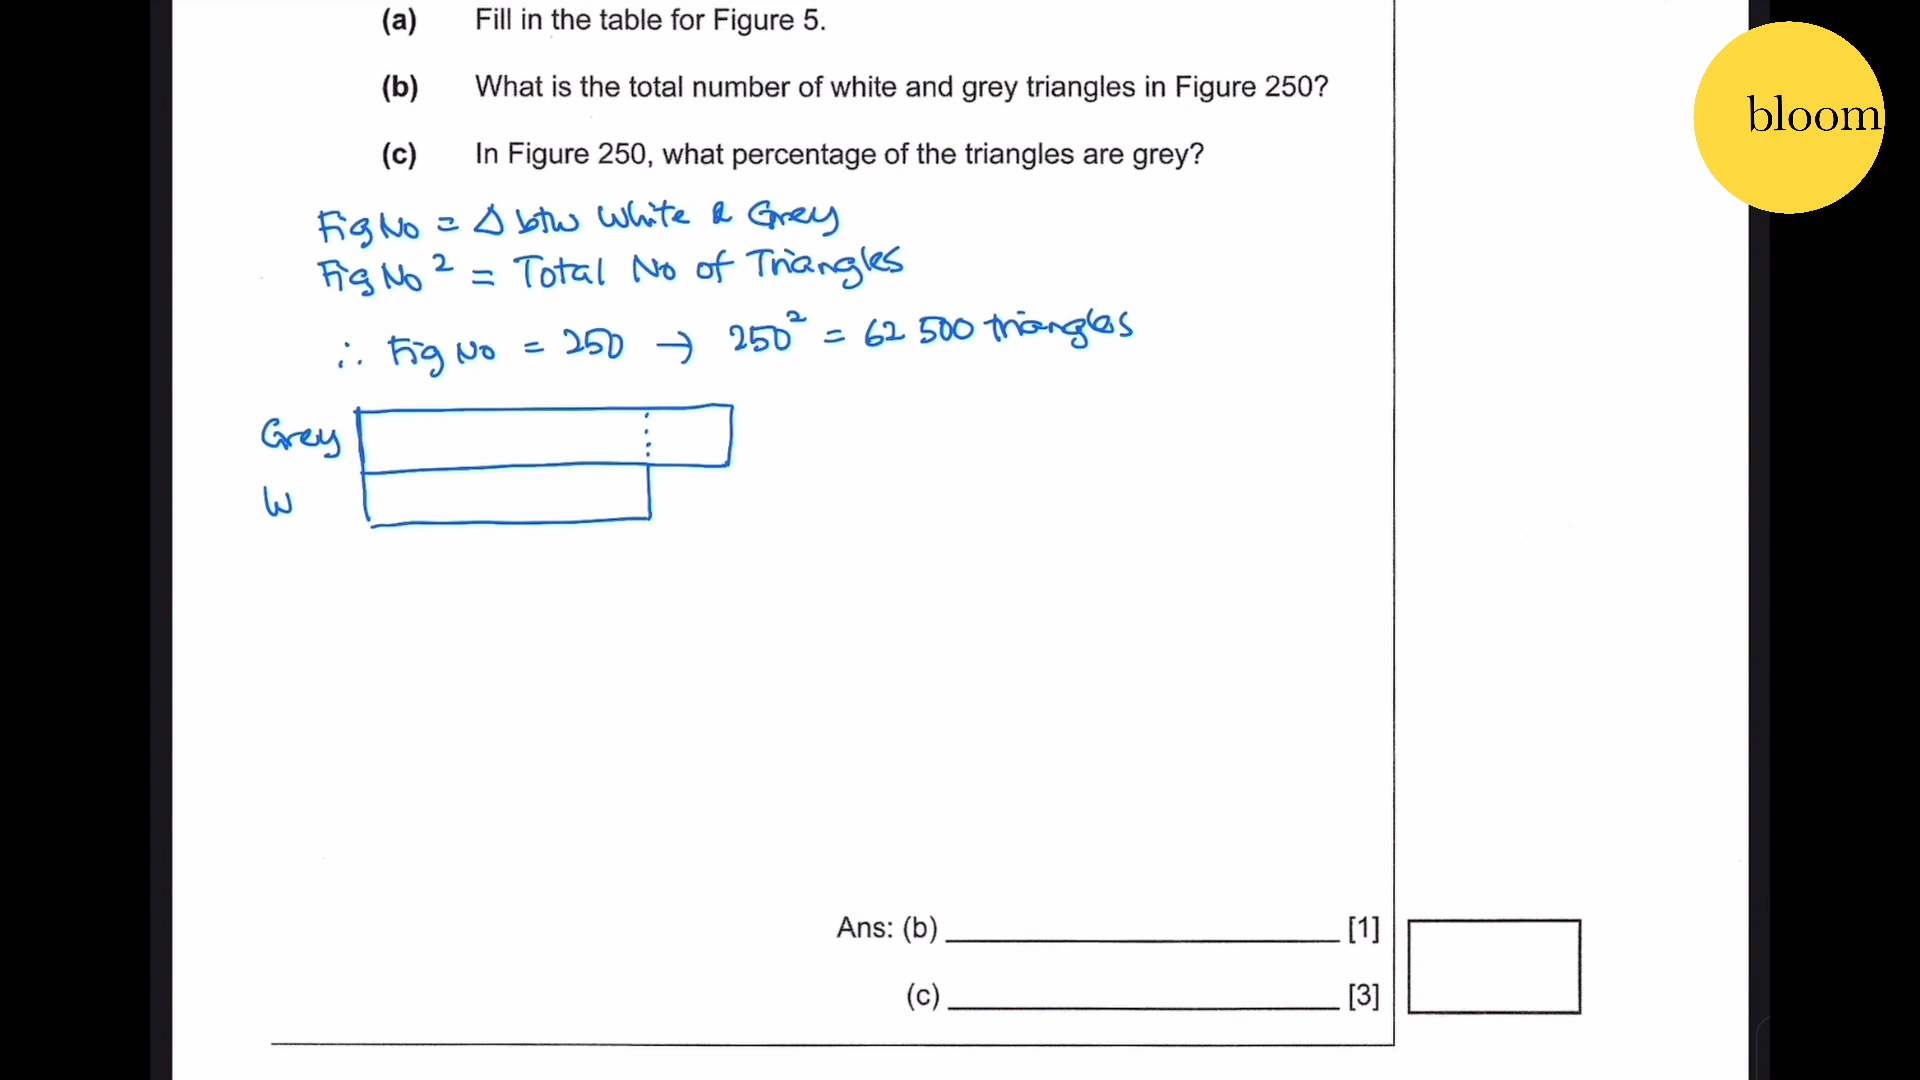 (a) Fill in the table for Figure 5.
(b) What is the total number of white and grey triangles in Figure 250?
(c) In Figure 250, what percentage of the triangles are grey?
bloom
Fig No = Δ btw White & Grey
Fig No² = Total No of Triangles
∴ Fig No = 250 → 250² = 62 500 triangles
Grey
W
Ans: (b) [1]
(c) [3]